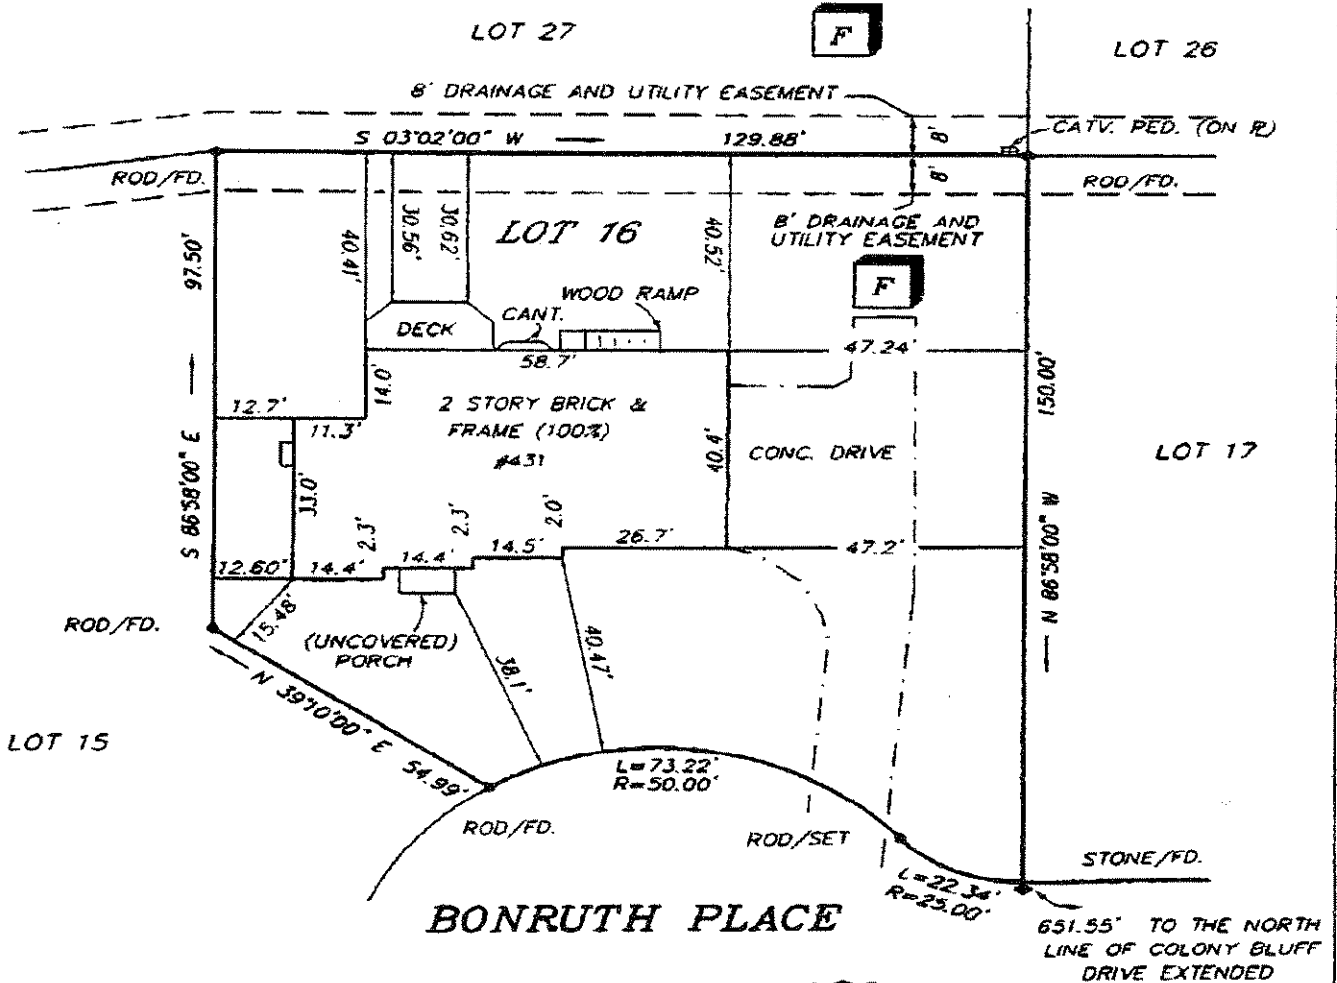 LOT 27
F
LOT 26
8' DRAINAGE AND UTILITY EASEMENT
S 03°02'00" W
129.88'
8'
8'
CATV. PED. (ON PL)
ROD/FD.
ROD/FD.
97.50'
40.41'
30.56'
30.62'
LOT 16
40.52'
8' DRAINAGE AND
UTILITY EASEMENT
F
WOOD RAMP
CANT.
DECK
58.7'
47.24'
14.0'
150.00'
12.7'
11.3'
2 STORY BRICK &
FRAME (100%)
#431
40.4'
CONC. DRIVE
LOT 17
S 86°58'00" E
33.0'
2.3'
2.3'
2.0'
14.4'
14.5'
26.7'
47.2'
12.60'
14.4'
N 86°58'00" W
15.48'
ROD/FD.
(UNCOVERED)
PORCH
38.1'
40.47'
N 39°10'00" E 54.99'
LOT 15
L=73.22'
R=50.00'
ROD/FD.
ROD/SET
STONE/FD.
L=22.34'
R=25.00'
BONRUTH PLACE
651.55' TO THE NORTH
LINE OF COLONY BLUFF
DRIVE EXTENDED